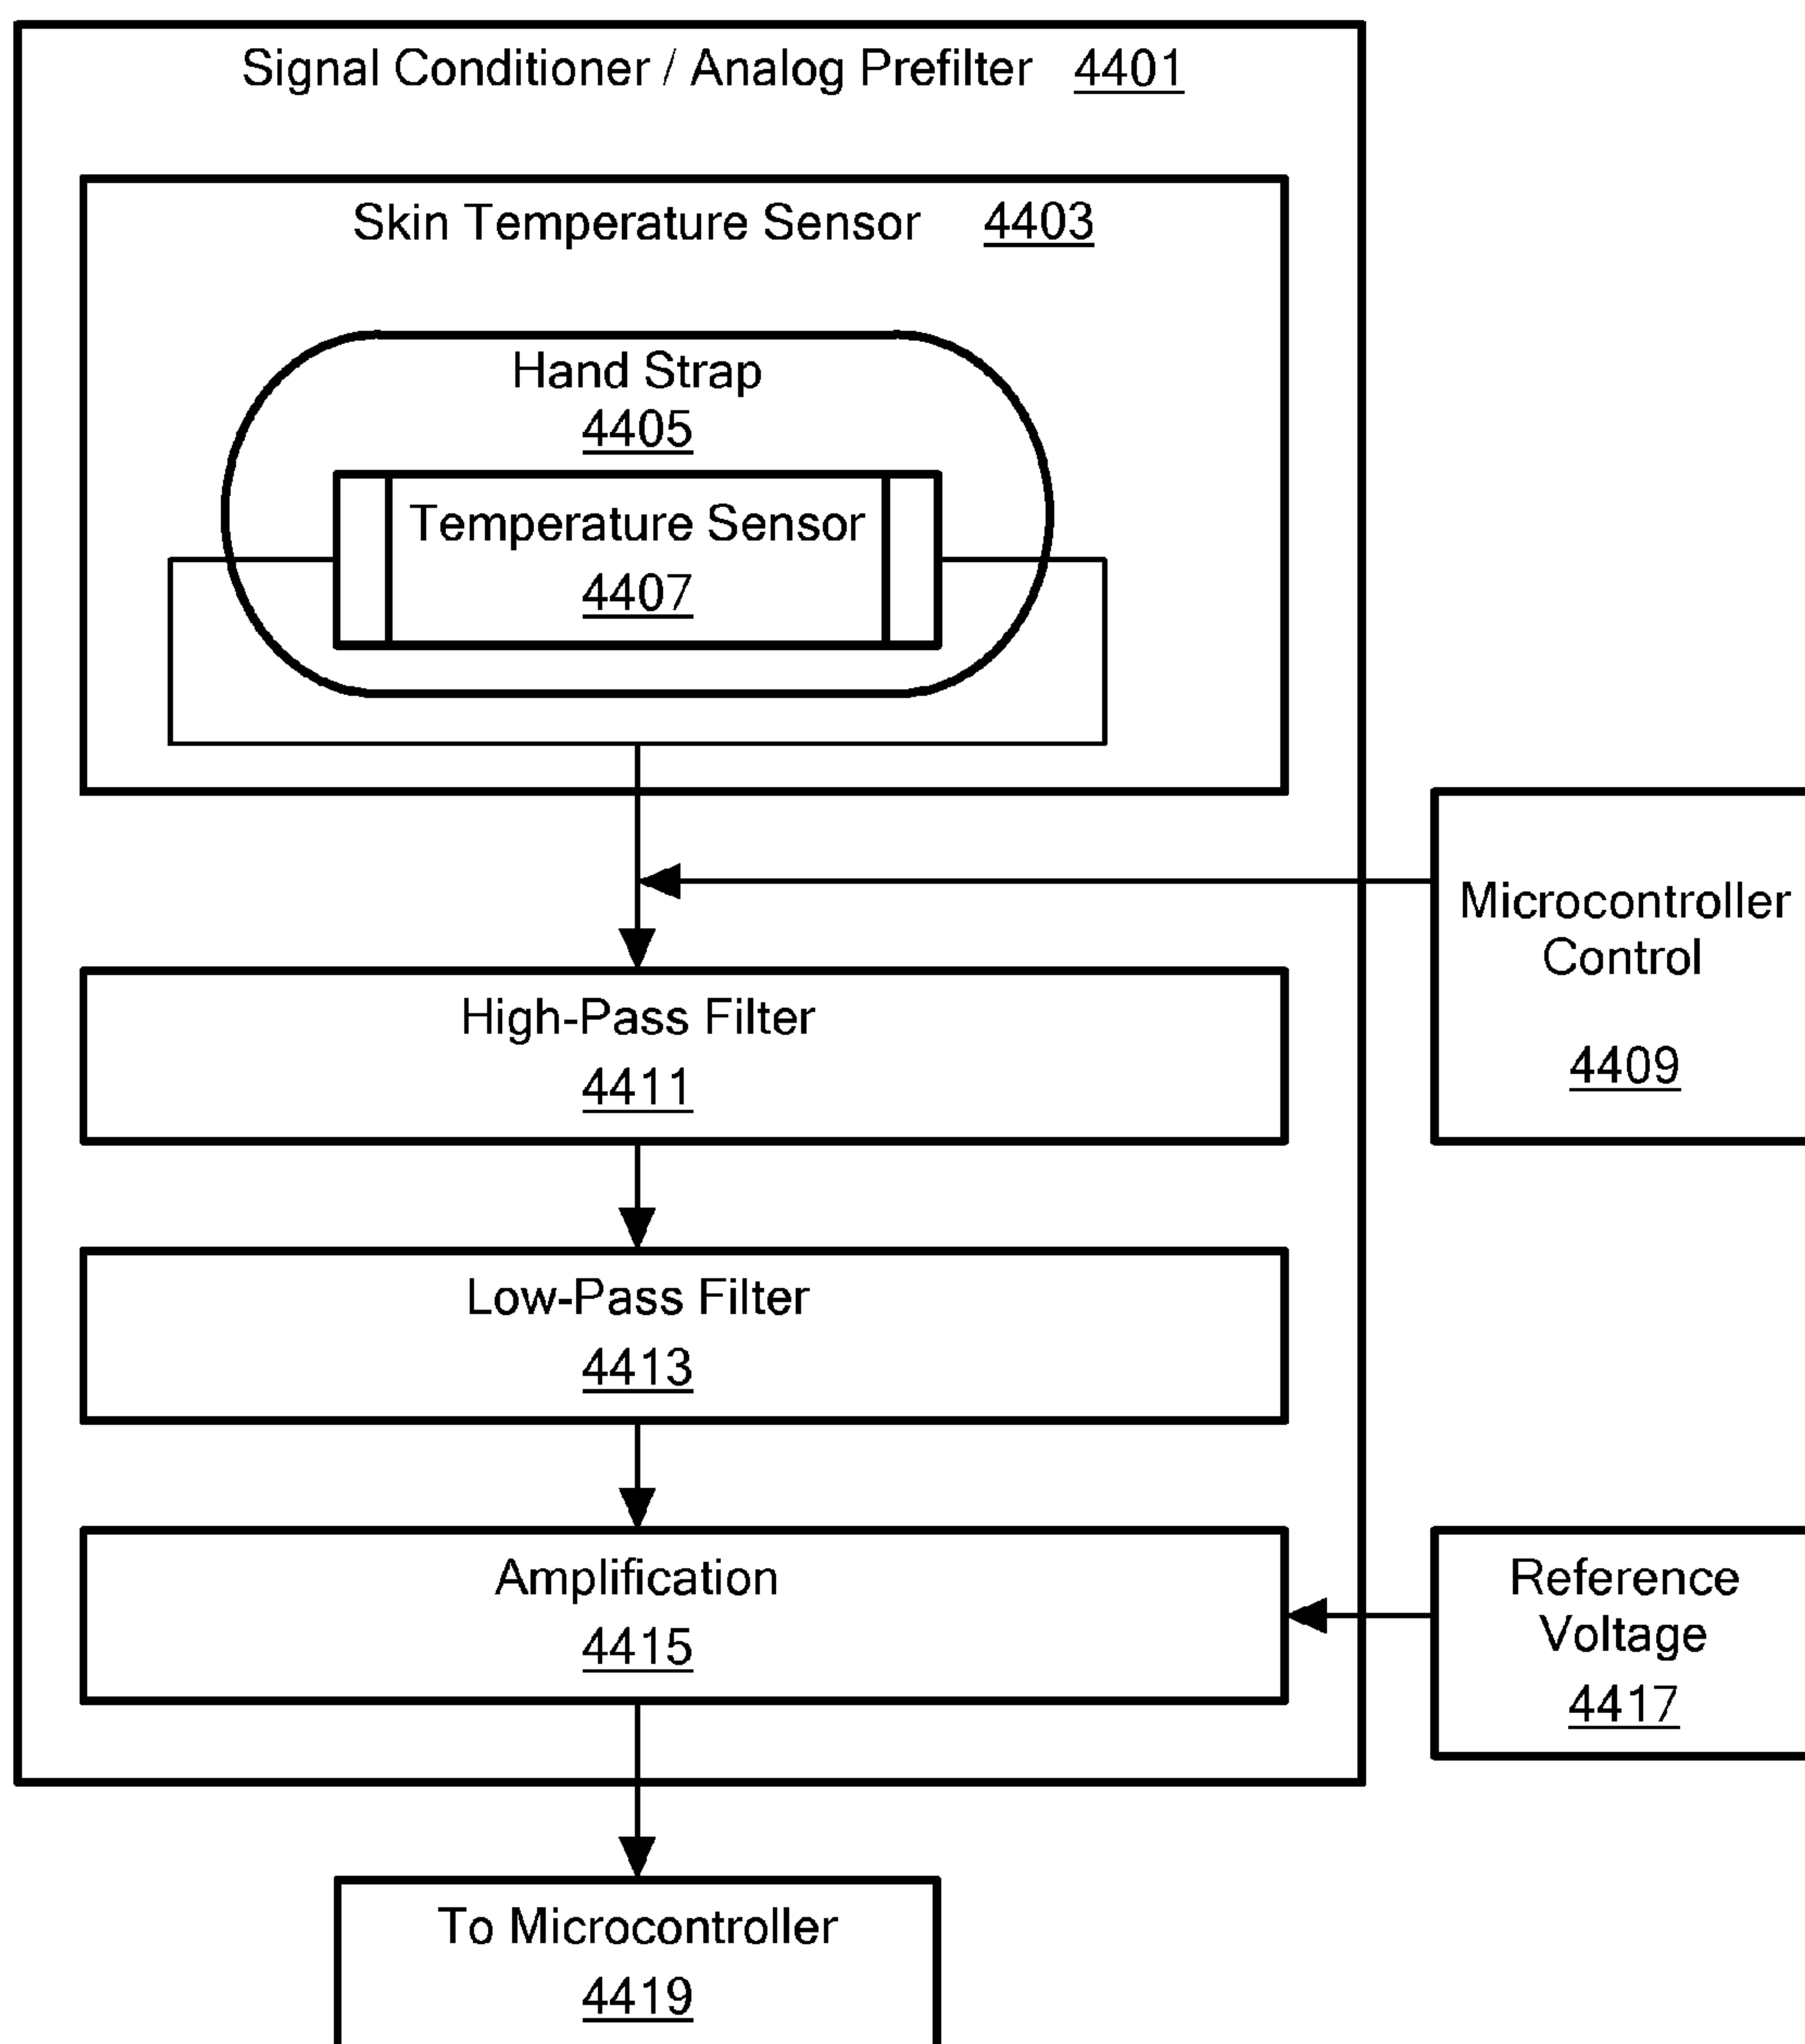 Signal Conditioner / Analog Prefilter 4401
Skin Temperature Sensor 4403
Hand Strap
4405
Temperature Sensor
4407
Microcontroller
Control
4409
High-Pass Filter
4411
Low-Pass Filter
4413
Amplification
4415
Reference
Voltage
4417
To Microcontroller
4419